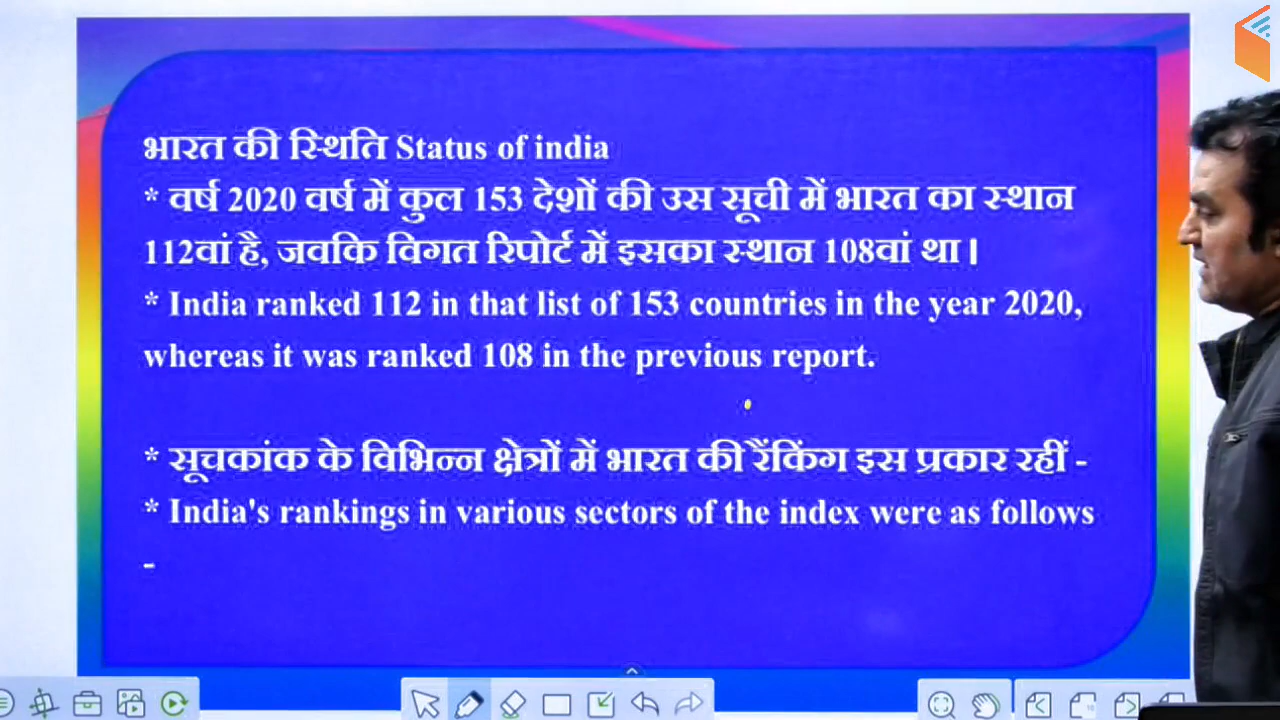 भारत की स्थिति Status of india
* वर्ष 2020 वर्ष में कुल 153 देशों की उस सूची में भारत का स्थान
112वां है, जवकि विगत रिपोर्ट में इसका स्थान 108वां था।
* India ranked 112 in that list of 153 countries in the year 2020,
whereas it was ranked 108 in the previous report.
* सूचकांक के विभिन्न क्षेत्रों में भारत की रैंकिंग इस प्रकार रहीं -
* India's rankings in various sectors of the index were as follows
-